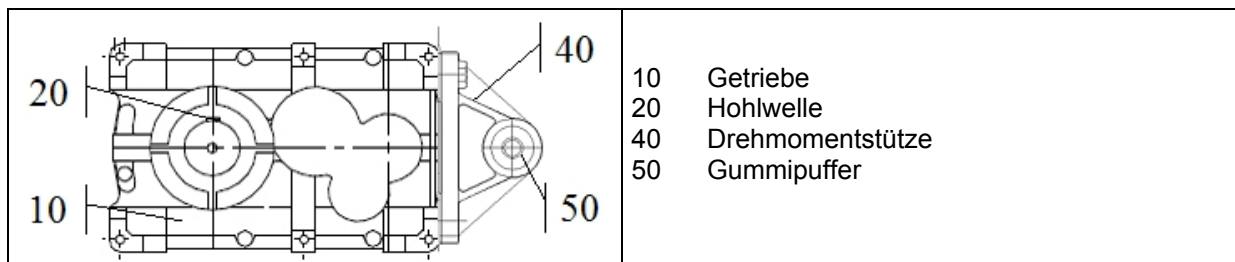 40
20
10
50
10 Getriebe
20 Hohlwelle
40 Drehmomentstütze
50 Gummipuffer